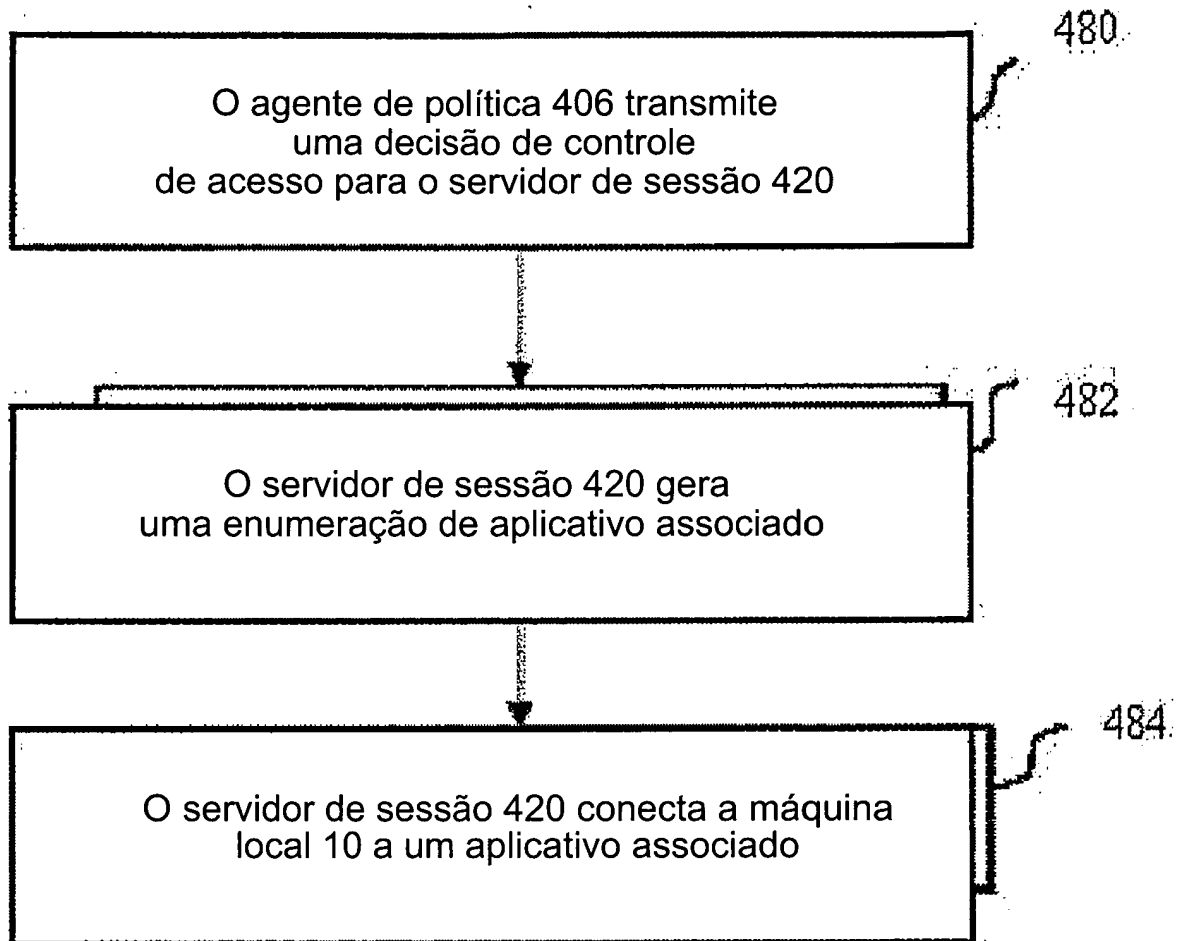 480
O agente de política 406 transmite
uma decisão de controle
de acesso para o servidor de sessão 420
482
O servidor de sessão 420 gera
uma enumeração de aplicativo associado
484
O servidor de sessão 420 conecta a máquina
local 10 a um aplicativo associado